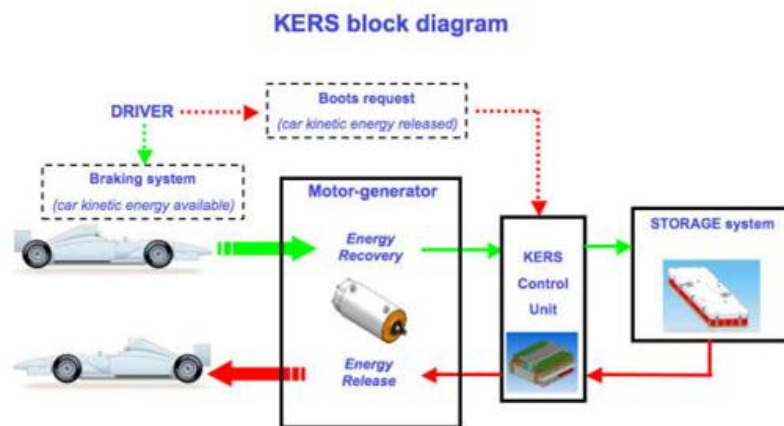 KERS block diagram
DRIVER
Boots request
(car kinetic energy released)
Braking system
(car kinetic energy available)
Motor-generator
Energy
Recovery
Energy
Release
KERS
Control
Unit
STORAGE system